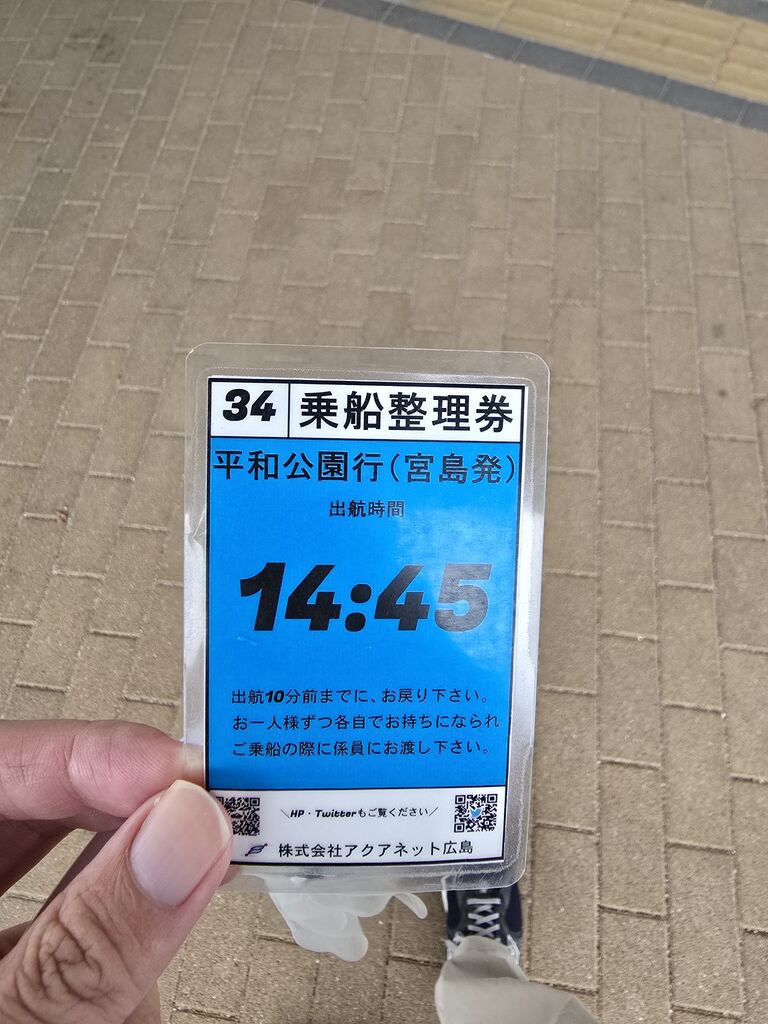 34 乗船整理券
平和公園行(宮島発)
出航時間
14:45
出航10分前までに、お戻り下さい。
お一人様ずつ各自でお持ちになられ
ご乗船の際に係員にお渡し下さい。
＼HP・Twitterもご覧ください／
株式会社アクアネット広島